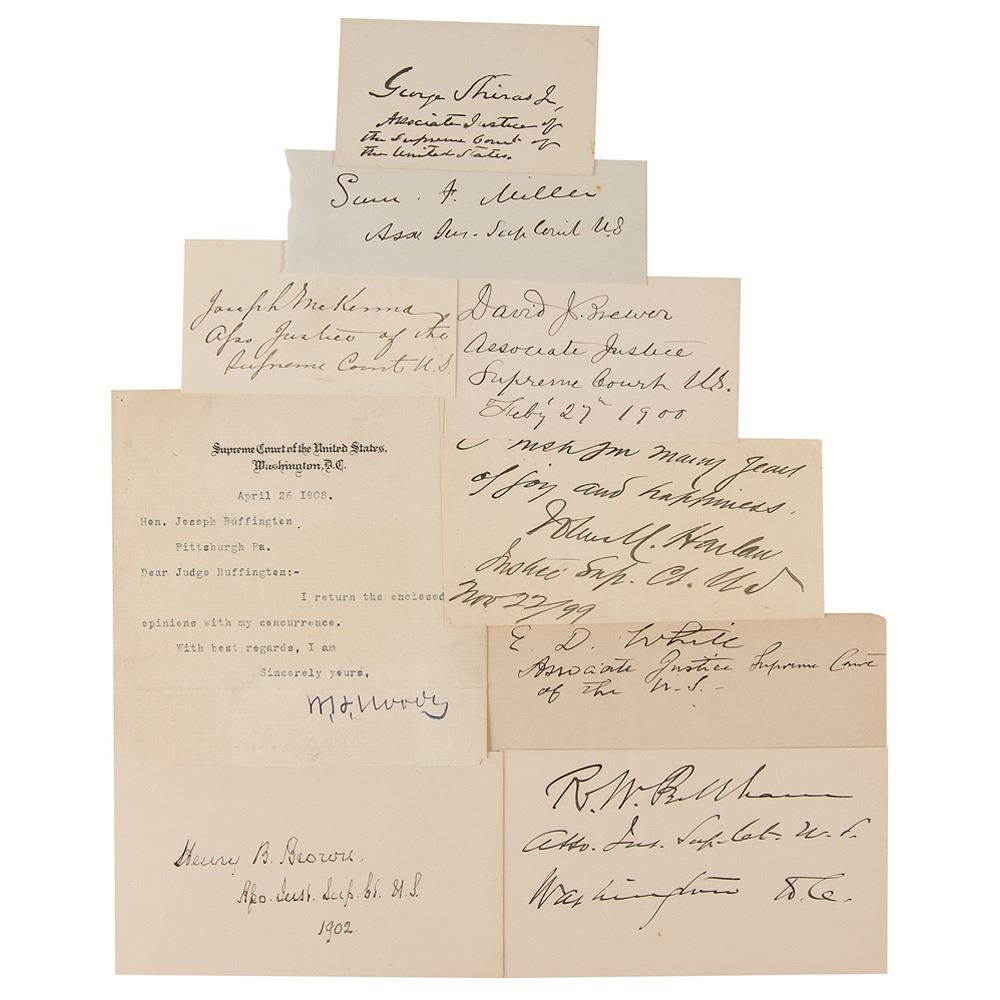 George Shiras Jr,
Associate Justice of
the Supreme Court of
the United States.
Sam. F. Miller
Asso Jus. Sup Court U.S
Joseph McKenna
Asso Justice of the
Supreme Court U.S.
David J. Brewer
Associate Justice
Supreme Court U.S.
Feby 27th 1900
Supreme Court of the United States,
Washington, D.C.
April 26 1908.
Hon. Joseph Buffington.
Pittsburgh Pa.
Dear Judge Buffington:-
I return the enclosed
opinions with my concurrence.
With best regards, I am
Sincerely yours,
W.H. Moody
I wish you many years
of joy and happiness.
John M. Harlan
Justice Sup. Ct. US
Nov 22/99
E. D. White
Associate Justice Supreme Court
of the U.S.-
Henry B. Brown.
Asso. Just. Sup. Ct. U.S.
1902.
R. W. Peckham
Asso. Jus. Sup. Ct. U.S.
Washington D.C.